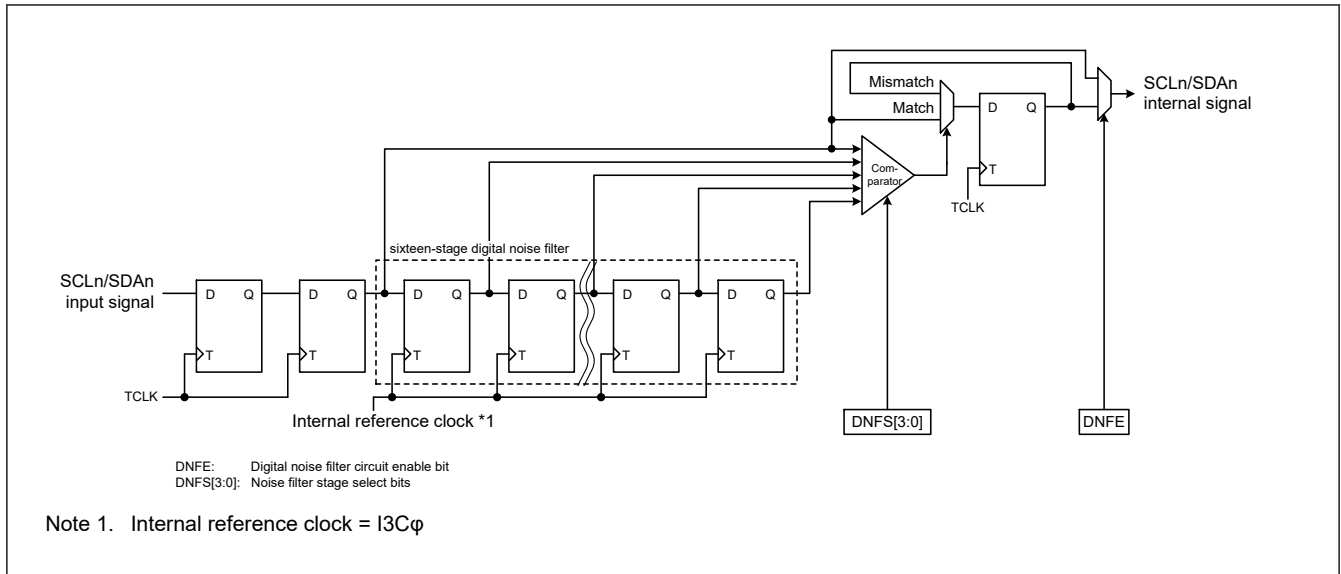 Mismatch
Match
D Q
T
TCLK
SCLn/SDAn
internal signal
Com-
parator
sixteen-stage digital noise filter
SCLn/SDAn
input signal
D Q
T
D Q
T
D Q
T
D Q
T
D Q
T
D Q
T
TCLK
Internal reference clock *1
DNFS[3:0]
DNFE
DNFE: Digital noise filter circuit enable bit
DNFS[3:0]: Noise filter stage select bits
Note 1. Internal reference clock = I3Cφ